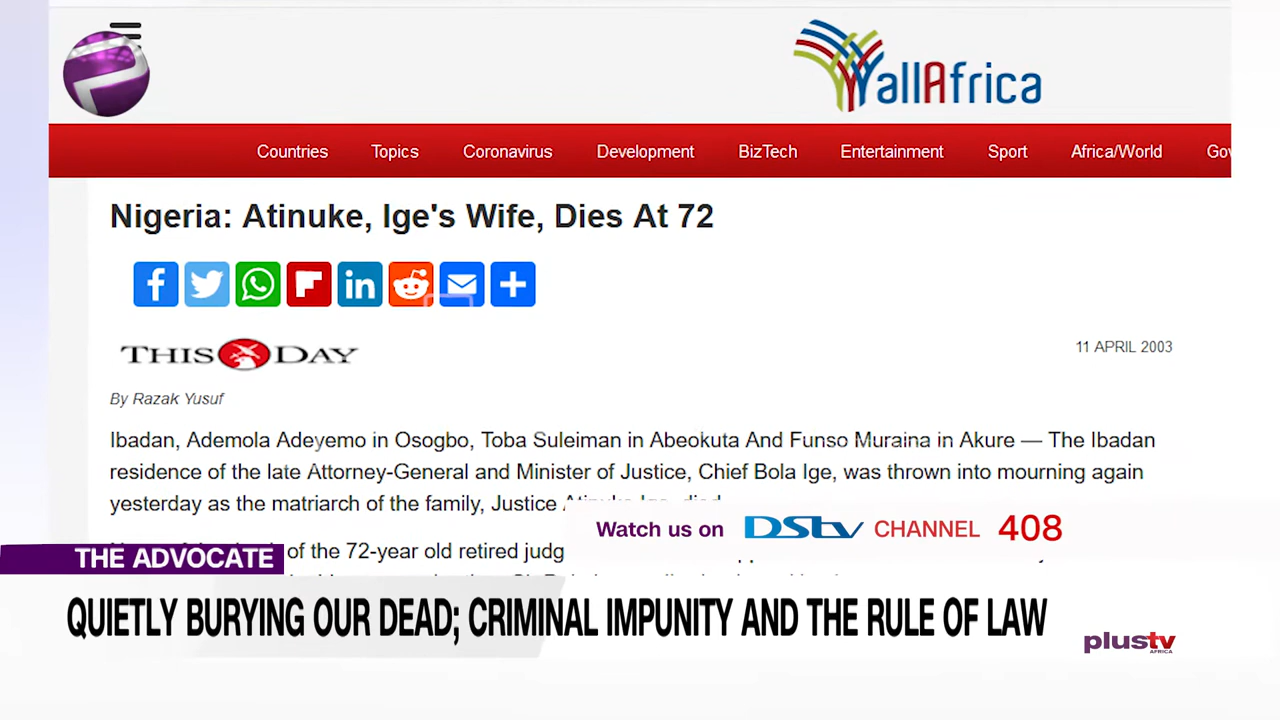 allAfrica
Countries Topics Coronavirus Development BizTech Entertainment Sport Africa/World
Nigeria: Atinuke, Ige's Wife, Dies At 72
THISDAY
11 APRIL 2003
By Razak Yusuf
Ibadan, Ademola Adeyemo in Osogbo, Toba Suleiman in Abeokuta And Funso Muraina in Akure — The Ibadan
residence of the late Attorney-General and Minister of Justice, Chief Bola Ige, was thrown into mourning again
yesterday as the matriarch of the family, Justice Atinuke Ige, died
Watch us on DStv CHANNEL 408
of the 72-year old retired judg
THE ADVOCATE
QUIETLY BURYING OUR DEAD; CRIMINAL IMPUNITY AND THE RULE OF LAW
plustv
AFRICA